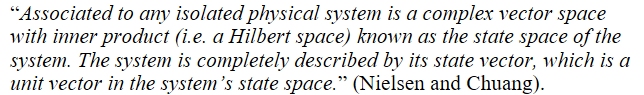 “Associated to any isolated physical system is a complex vector space
with inner product (i.e. a Hilbert space) known as the state space of the
system. The system is completely described by its state vector, which is a
unit vector in the system’s state space.” (Nielsen and Chuang).